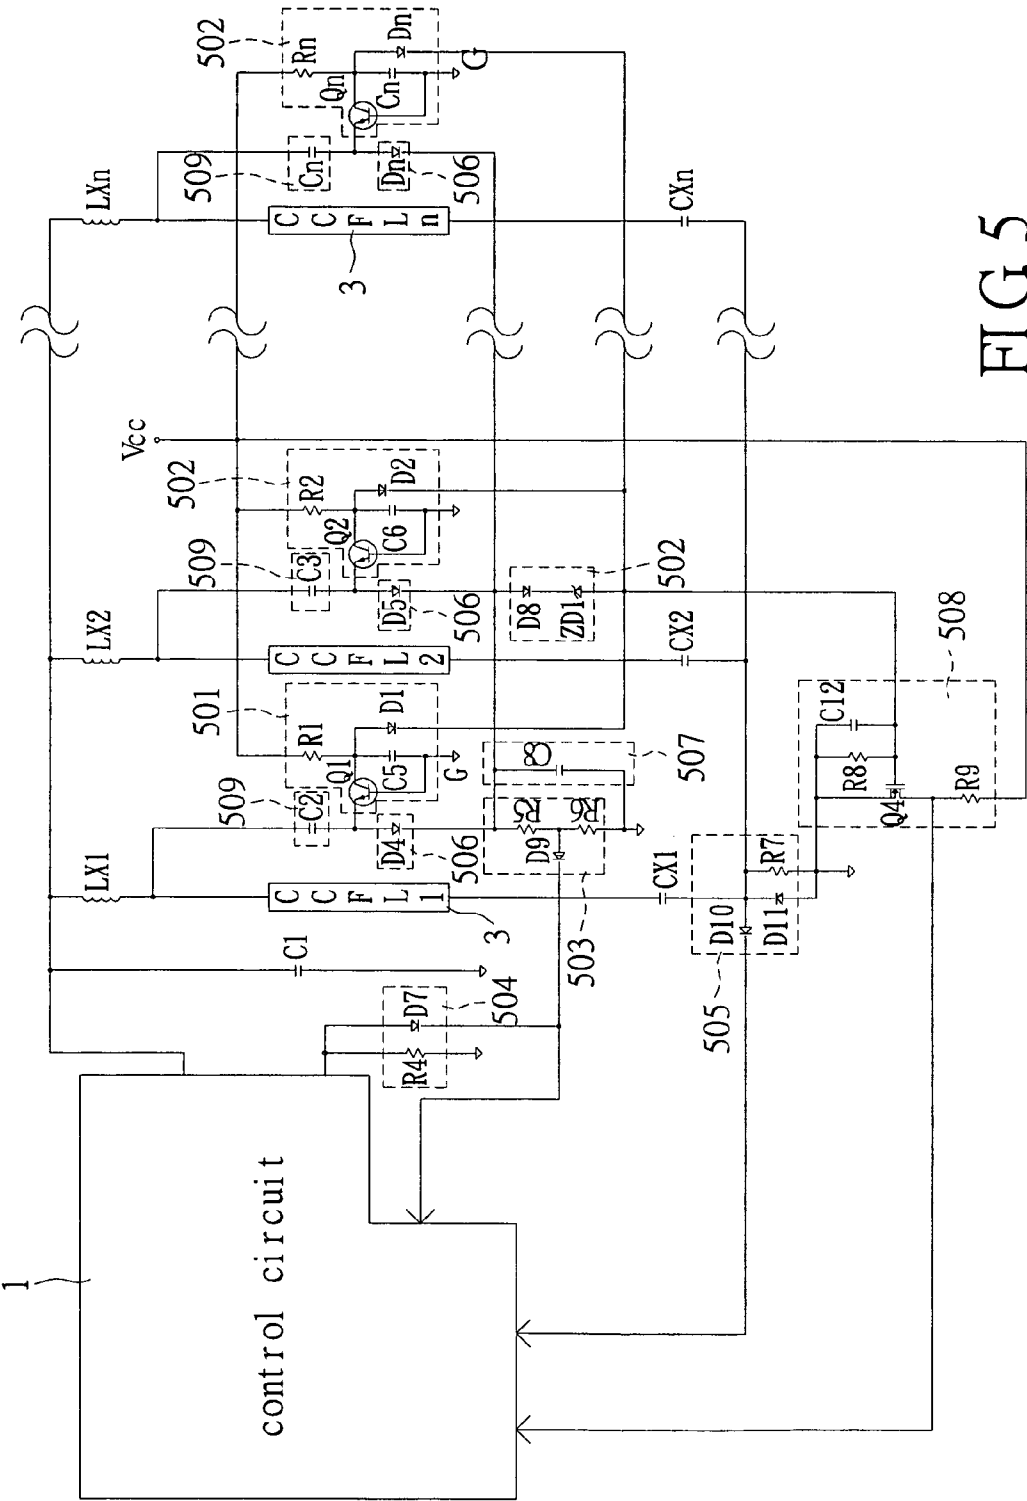 1
control circuit
LX1
LX2
LXn
Vcc
C1
504
R4
D7
CCFL1
3
509
C2
501
R1
Q1
D1
C5
G
D4
506
503
R5
R6
D9
507
C8
CX1
CCFL2
509
C3
502
R2
Q2
D2
C6
D5
506
502
D8
ZD1
CX2
CCFLn
3
509
Cn
502
Rn
Qn
Dn
Cn
G
Dn
506
CXn
505
D10
D11
R7
508
C12
R8
Q4
R9
FIG.5